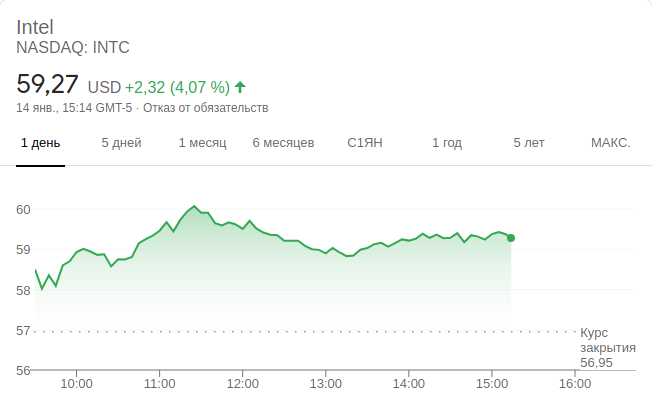 Intel
NASDAQ: INTC
59,27 USD +2,32 (4,07 %)
14 янв., 15:14 GMT-5 · Отказ от обязательств
1 день 5 дней 1 месяц 6 месяцев С1ЯН 1 год 5 лет МАКС.
60
59
58
57
Курс
закрытия
56,95
56
10:00 11:00 12:00 13:00 14:00 15:00 16:00